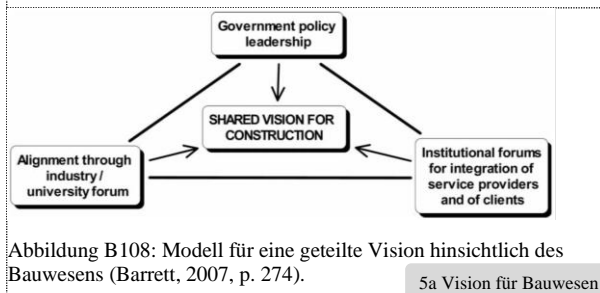 Government policy
leadership
SHARED VISION FOR
CONSTRUCTION
Alignment through
industry /
university forum
Institutional forums
for integration of
service providers
and of clients
Abbildung B108: Modell für eine geteilte Vision hinsichtlich des
Bauwesens (Barrett, 2007, p. 274).
5a Vision für Bauwesen